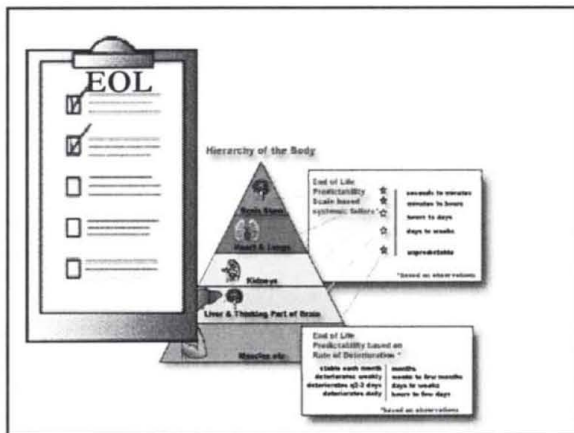 EOL
Hierarchy of the Body
Brain Stem
Heart & Lungs
Kidneys
Liver & Thinking Part of Brain
Muscles etc
End of Life
Predictability
Scale based
systemic failure*
seconds to minutes
minutes to hours
hours to days
days to weeks
unpredictable
*based on observations
End of Life
Predictability based on
Rate of Deterioration *
stable each month months
deteriorates weekly weeks to few months
deteriorates q2-3 days days to weeks
deteriorates daily hours to few days
*based on observations